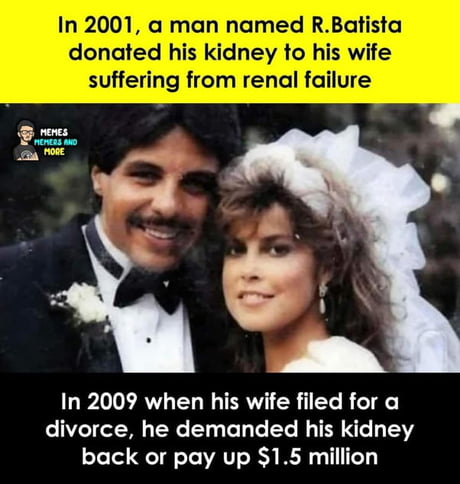 In 2001, a man named R.Batista
donated his kidney to his wife
suffering from renal failure
MEMES
MEMERS AND
MORE
In 2009 when his wife filed for a
divorce, he demanded his kidney
back or pay up $1.5 million